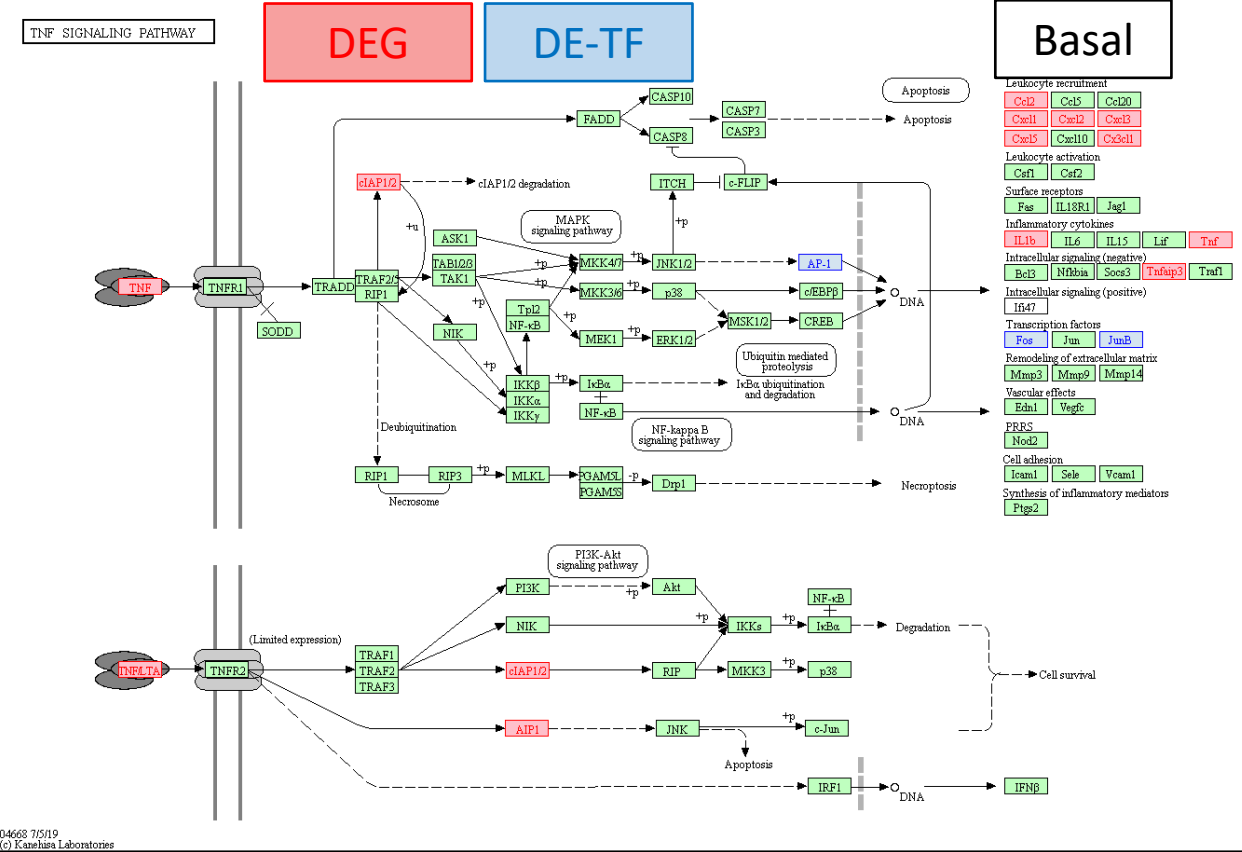 TNF SIGNALING PATHWAY
DEG
DE-TF
Basal
Apoptosis
FADD
CASP10
CASP8
CASP7
CASP3
Apoptosis
cIAP1/2
cIAP1/2 degradation
ITCH
c-FLIP
+u
+p
MAPK
signaling pathway
ASK1
TAB1/2/3
TAK1
MKK4/7
+p
JNK1/2
AP-1
+p
TNF
TNFR1
TRADD
TRAF2/5
RIP1
MKK3/6
+p
p38
c/EBPβ
DNA
SODD
NIK
+p
Tpl2
NF-κB
+p
MSK1/2
CREB
MEK1
+p
ERK1/2
+p
Ubiquitin mediated
proteolysis
IKKβ
IKKα
IKKγ
+p
IκBα
IκBα ubiquitination
and degradation
NF-κB
DNA
Deubiquitination
NF-kappa B
signaling pathway
RIP1
RIP3
+p
MLKL
PGAM5L
PGAM5S
-p
Drp1
Necroptosis
Necrosome
Leukocyte recruitment
Ccl2 Ccl5 Ccl20
Cxcl1 Cxcl2 Cxcl3
Cxcl5 Cxcl10 Cx3cl1
Leukocyte activation
Csf1 Csf2
Surface receptors
Fas IL18R1 Jag1
Inflammatory cytokines
IL1b IL6 IL15 Lif Tnf
Intracellular signaling (negative)
Bcl3 Nfkbia Socs3 Tnfaip3 Traf1
Intracellular signaling (positive)
Ifi47
Transcription factors
Fos Jun JunB
Remodeling of extracellular matrix
Mmp3 Mmp9 Mmp14
Vascular effects
Edn1 Vegfc
PRRS
Nod2
Cell adhesion
Icam1 Sele Vcam1
Synthesis of inflammatory mediators
Ptgs2
PI3K-Akt
signaling pathway
PI3K
+p
Akt
NF-κB
NIK
+p
IKKs
+p
IκBα
Degradation
(Limited expression)
TNF/LTA
TNFR2
TRAF1
TRAF2
TRAF3
cIAP1/2
RIP
MKK3
+p
p38
Cell survival
AIP1
JNK
+p
c-Jun
Apoptosis
IRF1
DNA
IFNβ
04668 7/5/19
(c) Kanehisa Laboratories